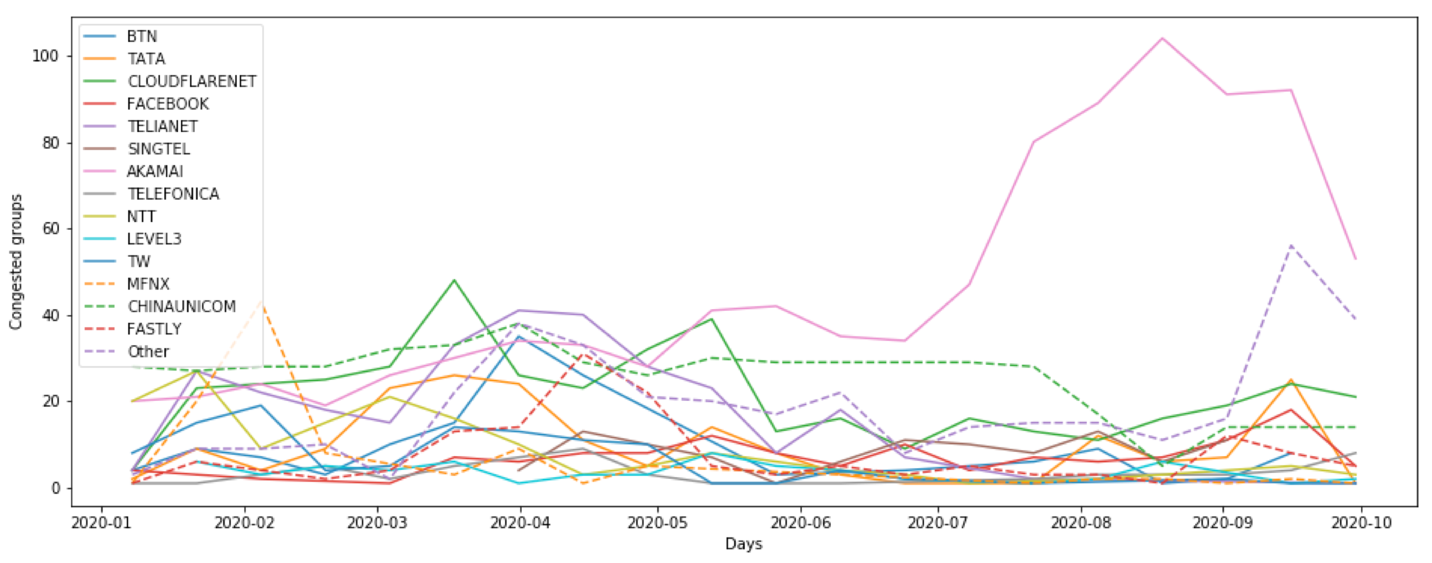 BTN
TATA
CLOUDFLARENET
FACEBOOK
TELIANET
SINGTEL
AKAMAI
TELEFONICA
NTT
LEVEL3
TW
MFNX
CHINAUNICOM
FASTLY
Other
Congested groups
100
80
60
40
20
0
2020-01 2020-02 2020-03 2020-04 2020-05 2020-06 2020-07 2020-08 2020-09 2020-10
Days